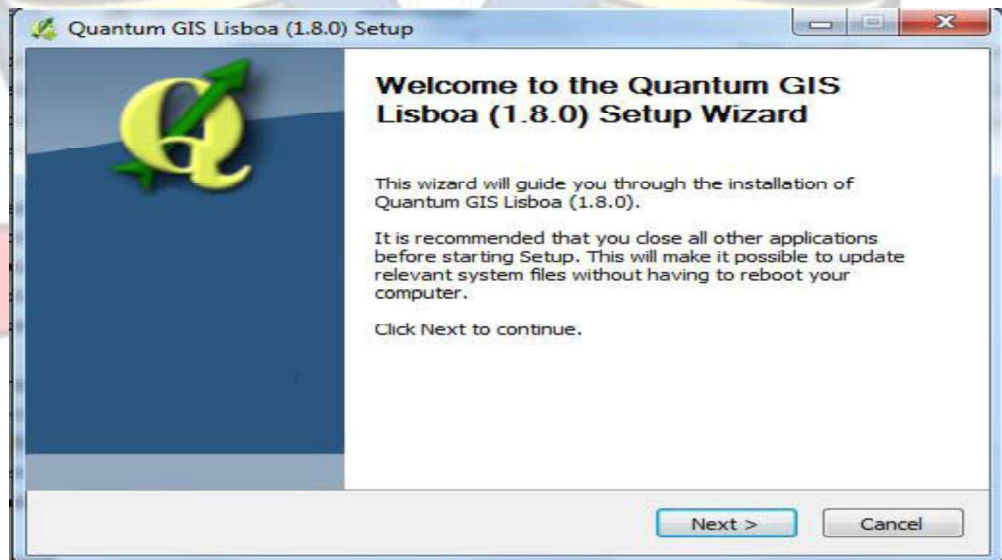 Quantum GIS Lisboa (1.8.0) Setup
Welcome to the Quantum GIS
Lisboa (1.8.0) Setup Wizard
This wizard will guide you through the installation of
Quantum GIS Lisboa (1.8.0).
It is recommended that you close all other applications
before starting Setup. This will make it possible to update
relevant system files without having to reboot your
computer.
Click Next to continue.
Next > Cancel